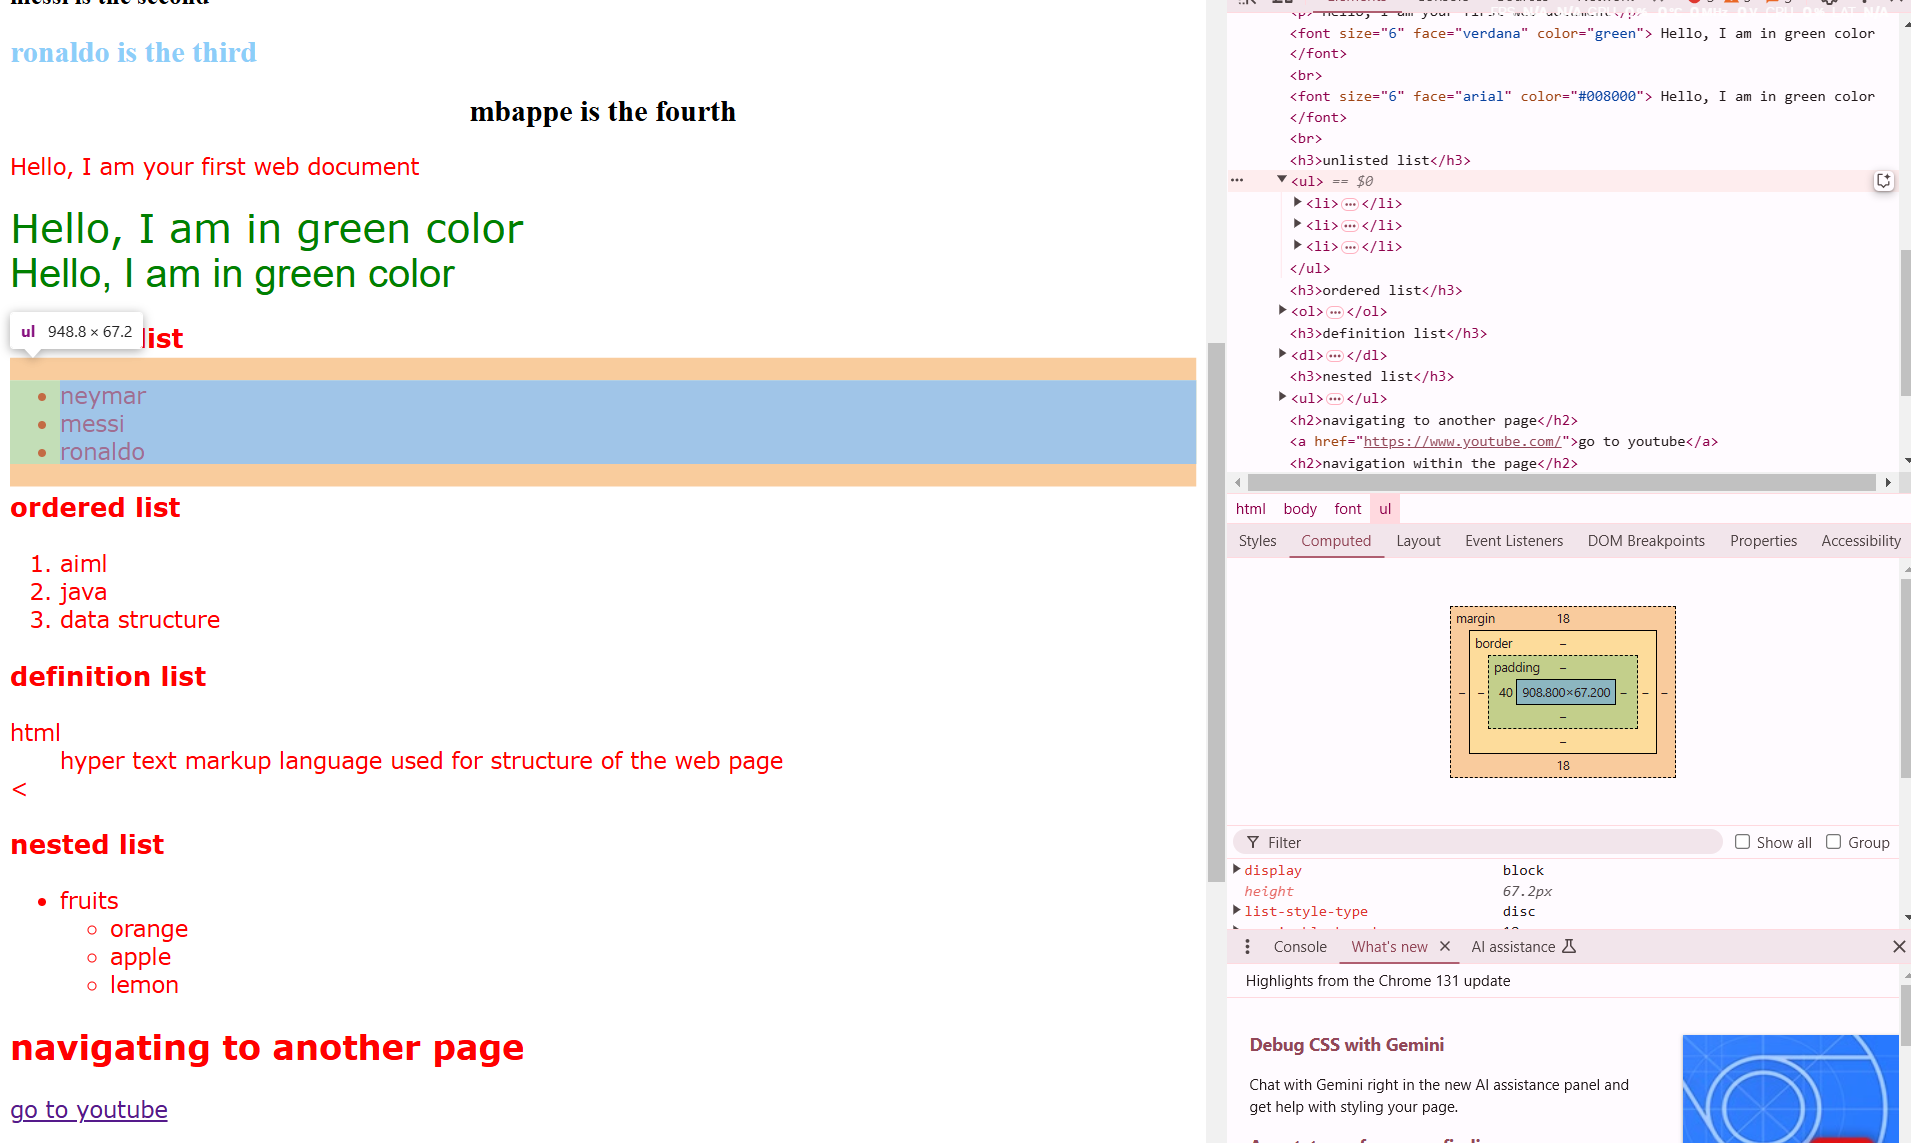 messi is the second
ronaldo is the third
mbappe is the fourth
Hello, I am your first web document
Hello, I am in green color
Hello, I am in green color
ul 948.8 × 67.2
list
• neymar
• messi
• ronaldo
ordered list
1. aiml
2. java
3. data structure
definition list
html
hyper text markup language used for structure of the web page
<
nested list
• fruits
◦ orange
◦ apple
◦ lemon
navigating to another page
go to youtube
<p> Hello, I am your first web document</p>
<font size="6" face="verdana" color="green"> Hello, I am in green color
</font>
<br>
<font size="6" face="arial" color="#008000"> Hello, I am in green color
</font>
<br>
<h3>unlisted list</h3>
<ul> == $0
<li>…</li>
<li>…</li>
<li>…</li>
</ul>
<h3>ordered list</h3>
<ol>…</ol>
<h3>definition list</h3>
<dl>…</dl>
<h3>nested list</h3>
<ul>…</ul>
<h2>navigating to another page</h2>
<a href="https://www.youtube.com/">go to youtube</a>
<h2>navigation within the page</h2>
html body font ul
Styles Computed Layout Event Listeners DOM Breakpoints Properties Accessibility
margin 18
border –
padding –
– – 40 908.800×67.200 – – –
–
–
18
Filter Show all Group
display block
height 67.2px
list-style-type disc
Console What's new × AI assistance
Highlights from the Chrome 131 update
Debug CSS with Gemini
Chat with Gemini right in the new AI assistance panel and
get help with styling your page.